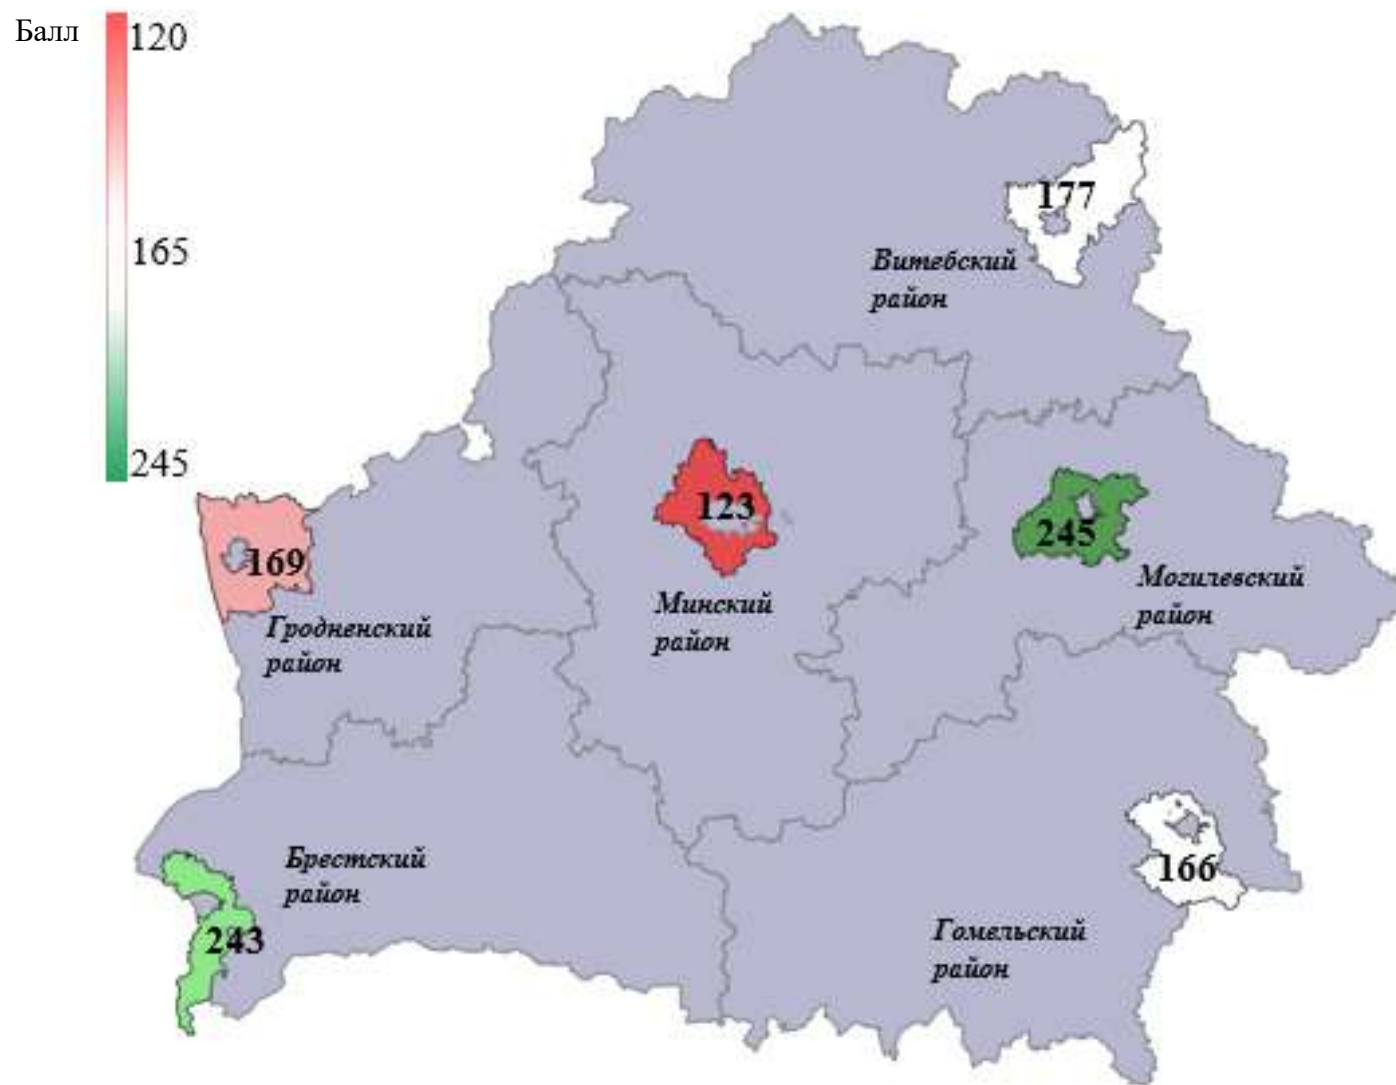 Балл
120
165
245
177
Витебский
район
123
245
169
Могилевский
район
Минский
район
Гродненский
район
Брестский
район
166
243
Гомельский
район